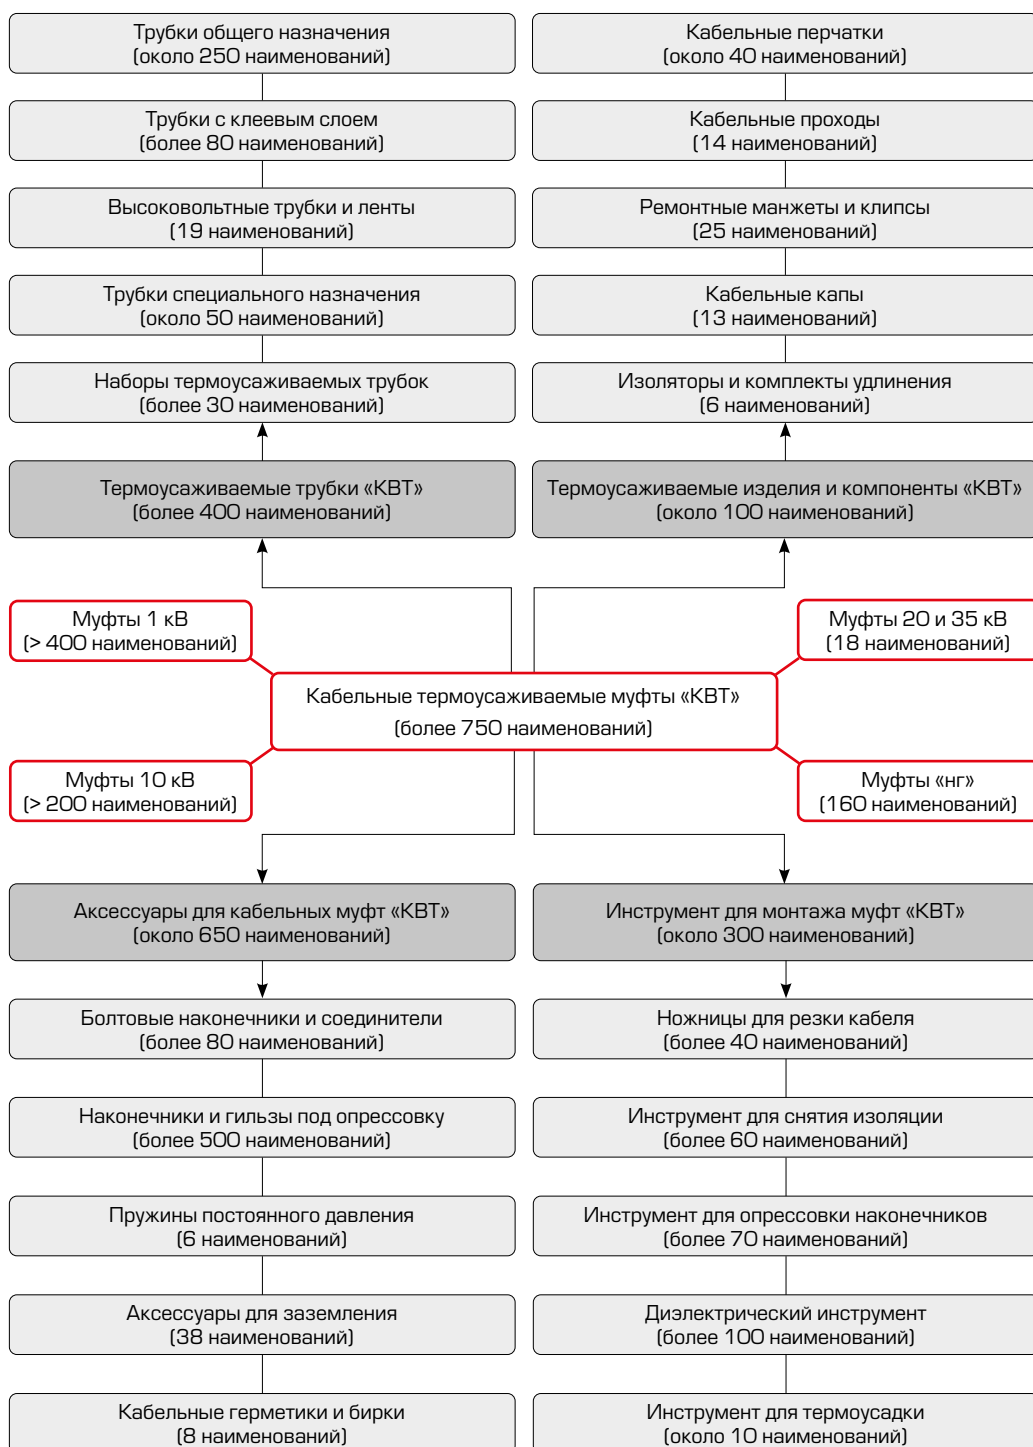 Трубки общего назначения
(около 250 наименований)
Трубки с клеевым слоем
(более 80 наименований)
Высоковольтные трубки и ленты
(19 наименований)
Трубки специального назначения
(около 50 наименований)
Наборы термоусаживаемых трубок
(более 30 наименований)
Термоусаживаемые трубки «КВТ»
(более 400 наименований)
Кабельные перчатки
(около 40 наименований)
Кабельные проходы
(14 наименований)
Ремонтные манжеты и клипсы
(25 наименований)
Кабельные капы
(13 наименований)
Изоляторы и комплекты удлинения
(6 наименований)
Термоусаживаемые изделия и компоненты «КВТ»
(около 100 наименований)
Муфты 1 кВ
(> 400 наименований)
Муфты 20 и 35 кВ
(18 наименований)
Кабельные термоусаживаемые муфты «КВТ»
(более 750 наименований)
Муфты 10 кВ
(> 200 наименований)
Муфты «нг»
(160 наименований)
Аксессуары для кабельных муфт «КВТ»
(около 650 наименований)
Болтовые наконечники и соединители
(более 80 наименований)
Наконечники и гильзы под опрессовку
(более 500 наименований)
Пружины постоянного давления
(6 наименований)
Аксессуары для заземления
(38 наименований)
Кабельные герметики и бирки
(8 наименований)
Инструмент для монтажа муфт «КВТ»
(около 300 наименований)
Ножницы для резки кабеля
(более 40 наименований)
Инструмент для снятия изоляции
(более 60 наименований)
Инструмент для опрессовки наконечников
(более 70 наименований)
Диэлектрический инструмент
(более 100 наименований)
Инструмент для термоусадки
(около 10 наименований)